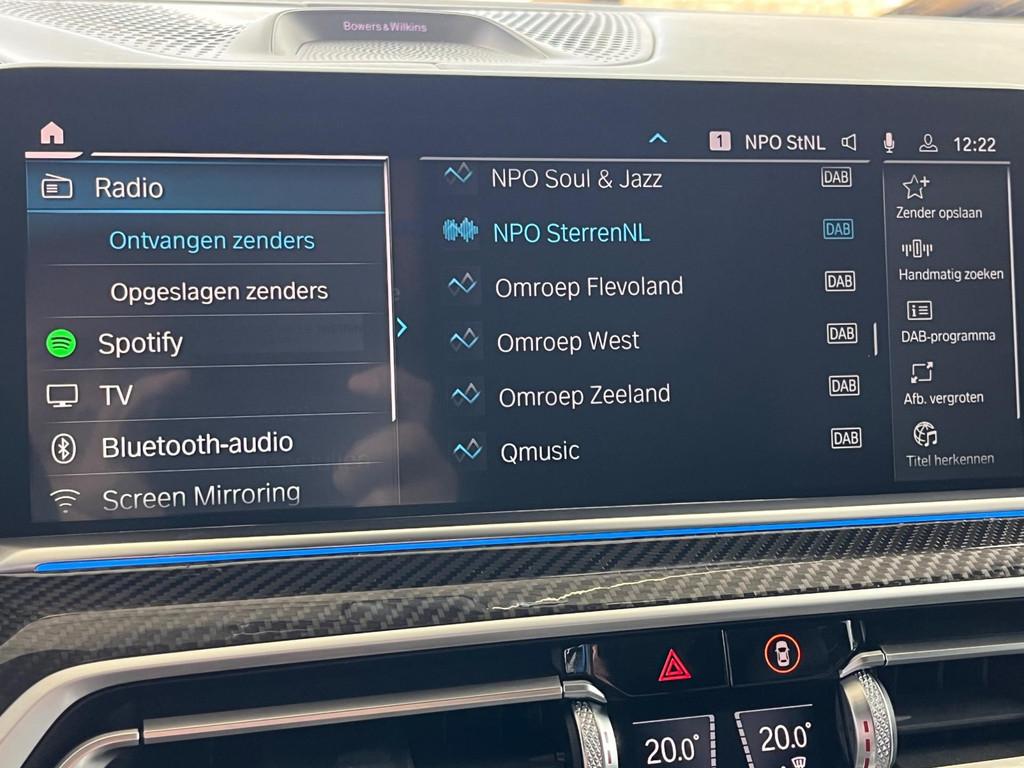 Bowers & Wilkins
1 NPO StNL 12:22
Radio
Ontvangen zenders
Opgeslagen zenders
Spotify
TV
Bluetooth-audio
Screen Mirroring
NPO Soul & Jazz DAB
NPO SterrenNL DAB
Omroep Flevoland DAB
Omroep West DAB
Omroep Zeeland DAB
Qmusic DAB
Zender opslaan
Handmatig zoeken
DAB-programma
Afb. vergroten
Titel herkennen
20.0° 20.0°